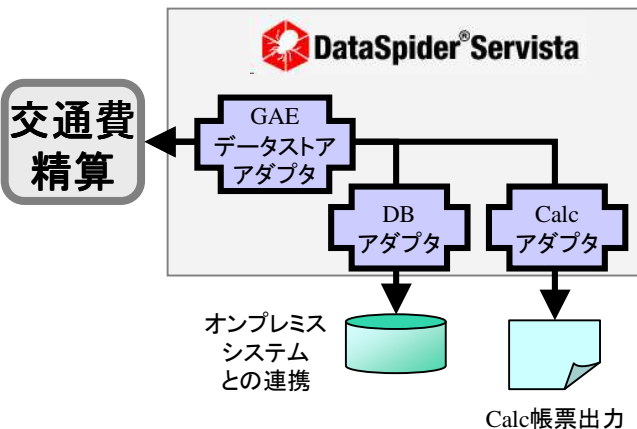 DataSpider®Servista
交通費
精算
GAE
データストア
アダプタ
DB
アダプタ
Calc
アダプタ
オンプレミス
システム
との連携
Calc帳票出力